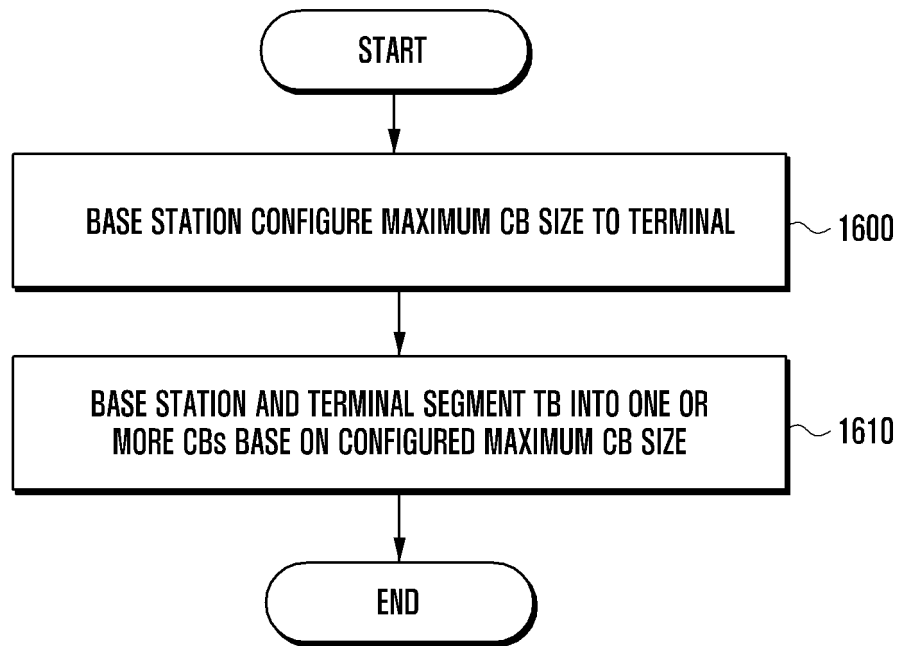 START
BASE STATION CONFIGURE MAXIMUM CB SIZE TO TERMINAL
1600
BASE STATION AND TERMINAL SEGMENT TB INTO ONE OR
MORE CBs BASE ON CONFIGURED MAXIMUM CB SIZE
1610
END